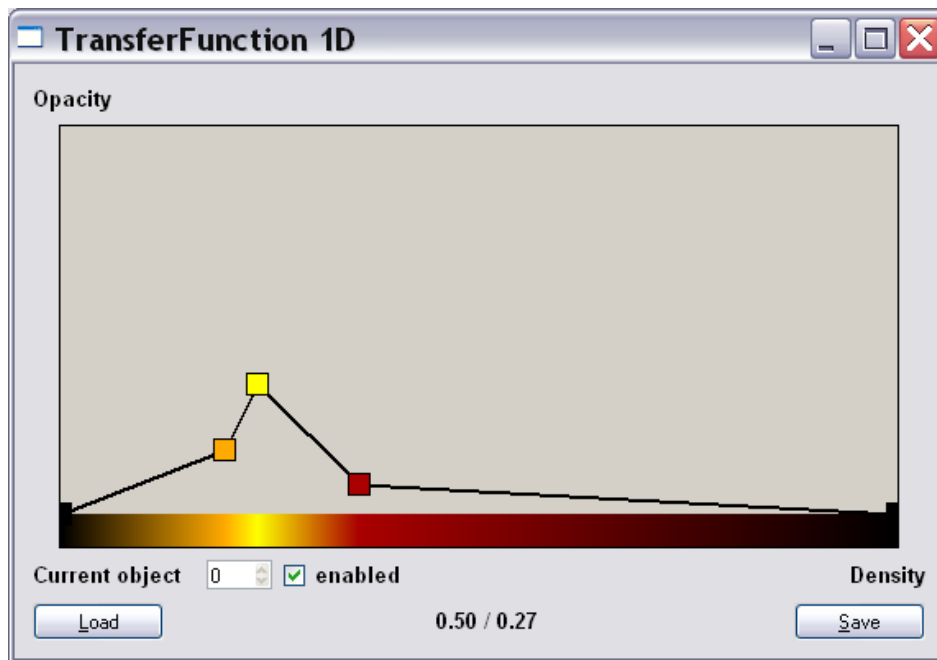 TransferFunction 1D
Opacity
Current object 0 enabled Density
Load 0.50 / 0.27 Save